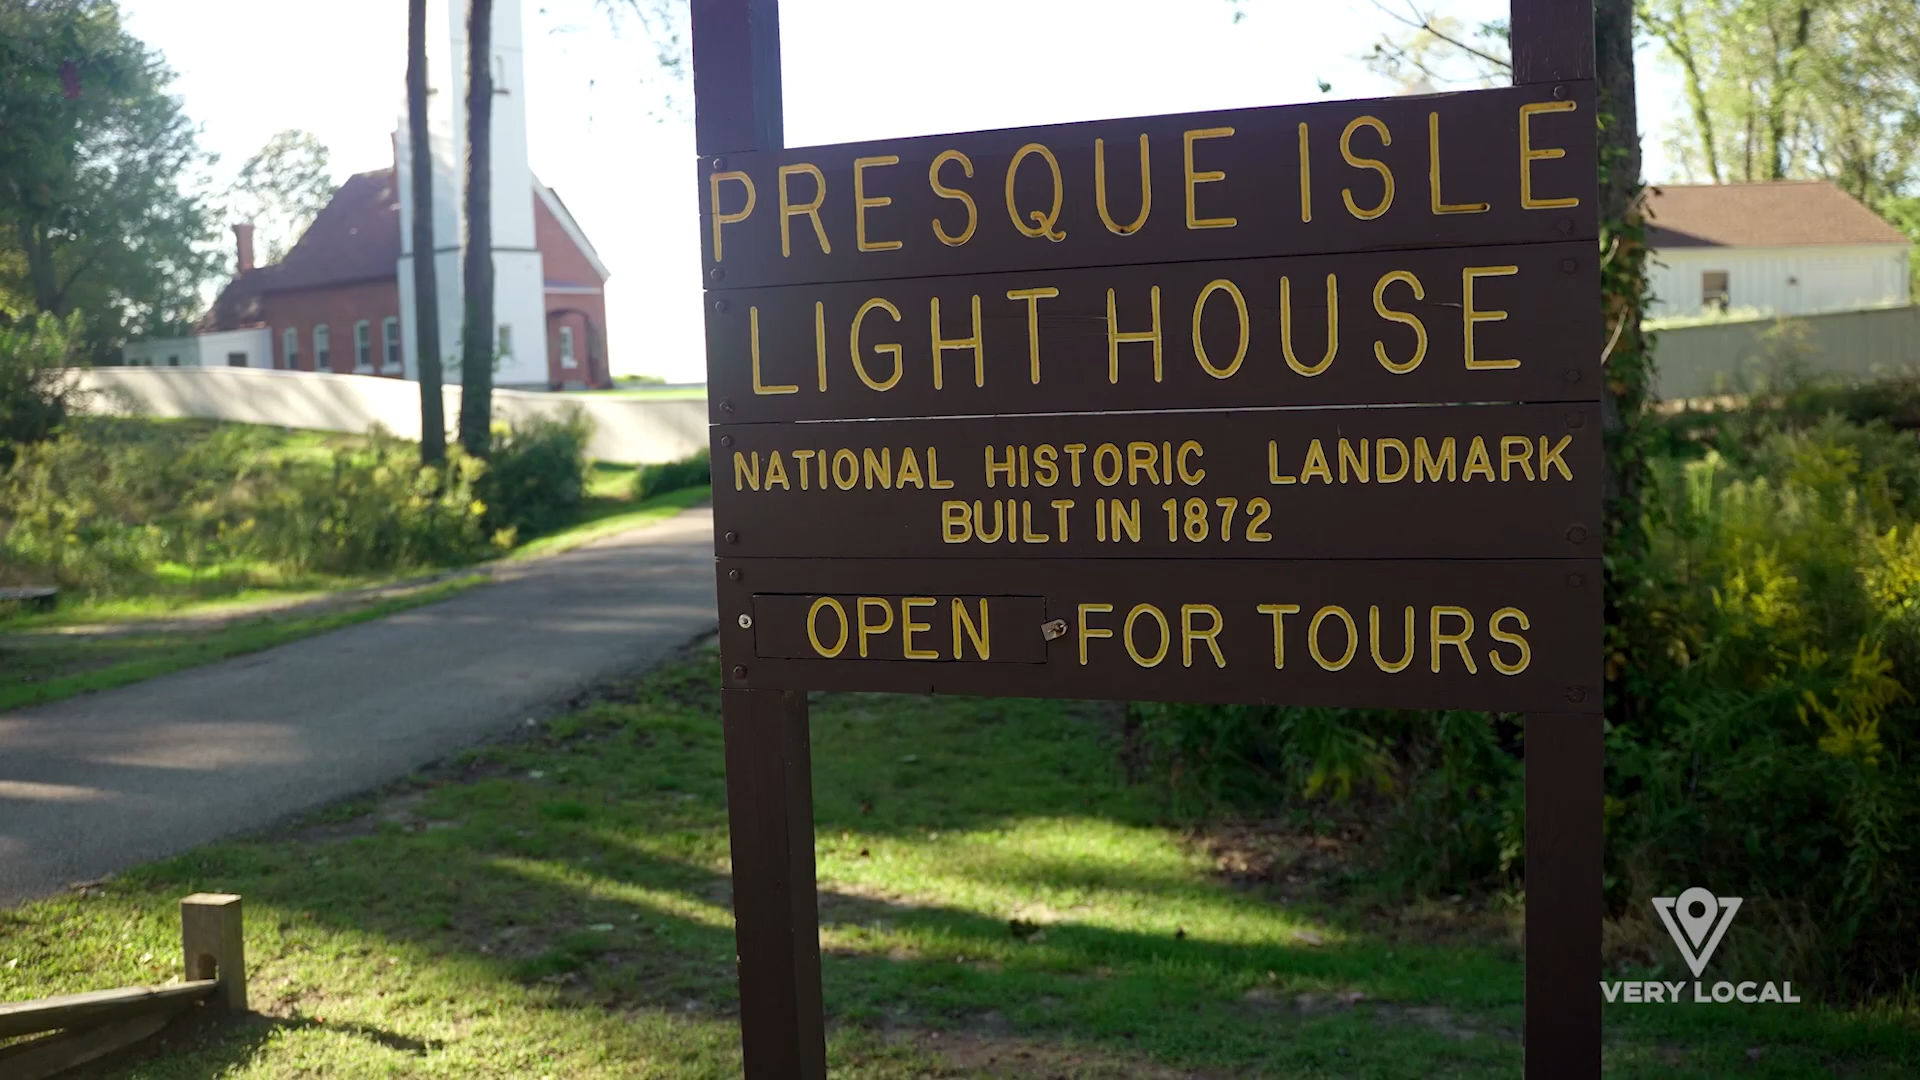 PRESQUE ISLE
LIGHT HOUSE
NATIONAL HISTORIC LANDMARK
BUILT IN 1872
OPEN FOR TOURS
VERY LOCAL